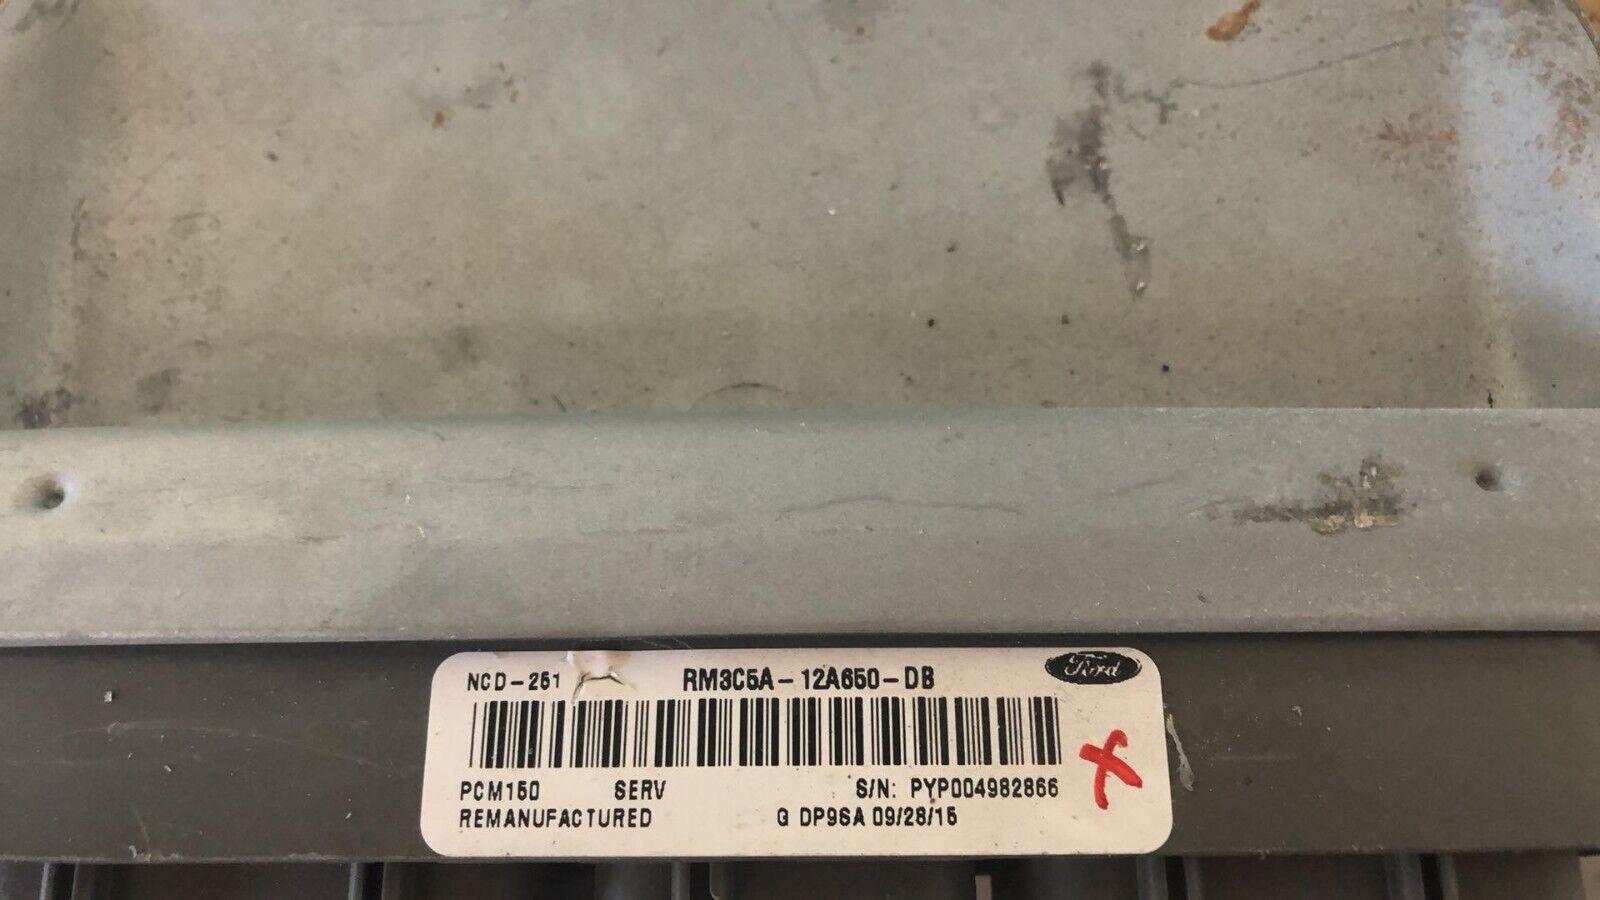 NCD-251 RM3C5A-12A650-DB Ford
PCM150 SERV S/N: PYP004982866 X
REMANUFACTURED G DP9SA 09/28/15